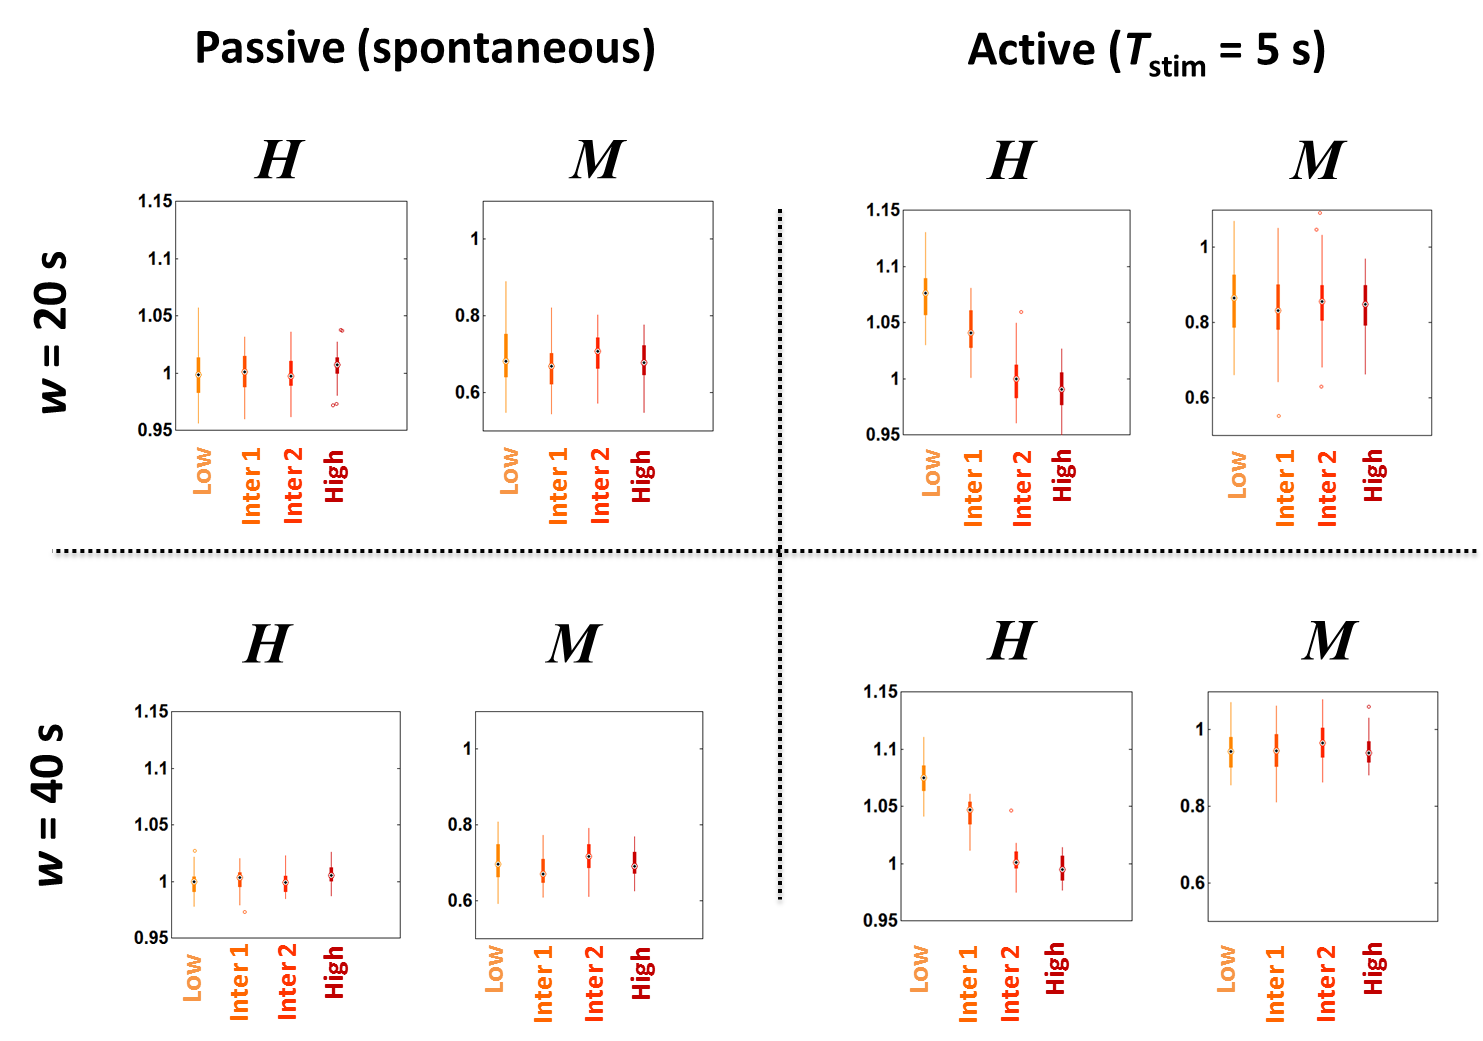 Passive (spontaneous)
Active (Tstim = 5 s)
w = 20 s
H
1.15
1.1
1.05
1
0.95
Low
Inter 1
Inter 2
High
M
1
0.8
0.6
Low
Inter 1
Inter 2
High
H
1.15
1.1
1.05
1
0.95
Low
Inter 1
Inter 2
High
M
1
0.8
0.6
Low
Inter 1
Inter 2
High
w = 40 s
H
1.15
1.1
1.05
1
0.95
Low
Inter 1
Inter 2
High
M
1
0.8
0.6
Low
Inter 1
Inter 2
High
H
1.15
1.1
1.05
1
0.95
Low
Inter 1
Inter 2
High
M
1
0.8
0.6
Low
Inter 1
Inter 2
High